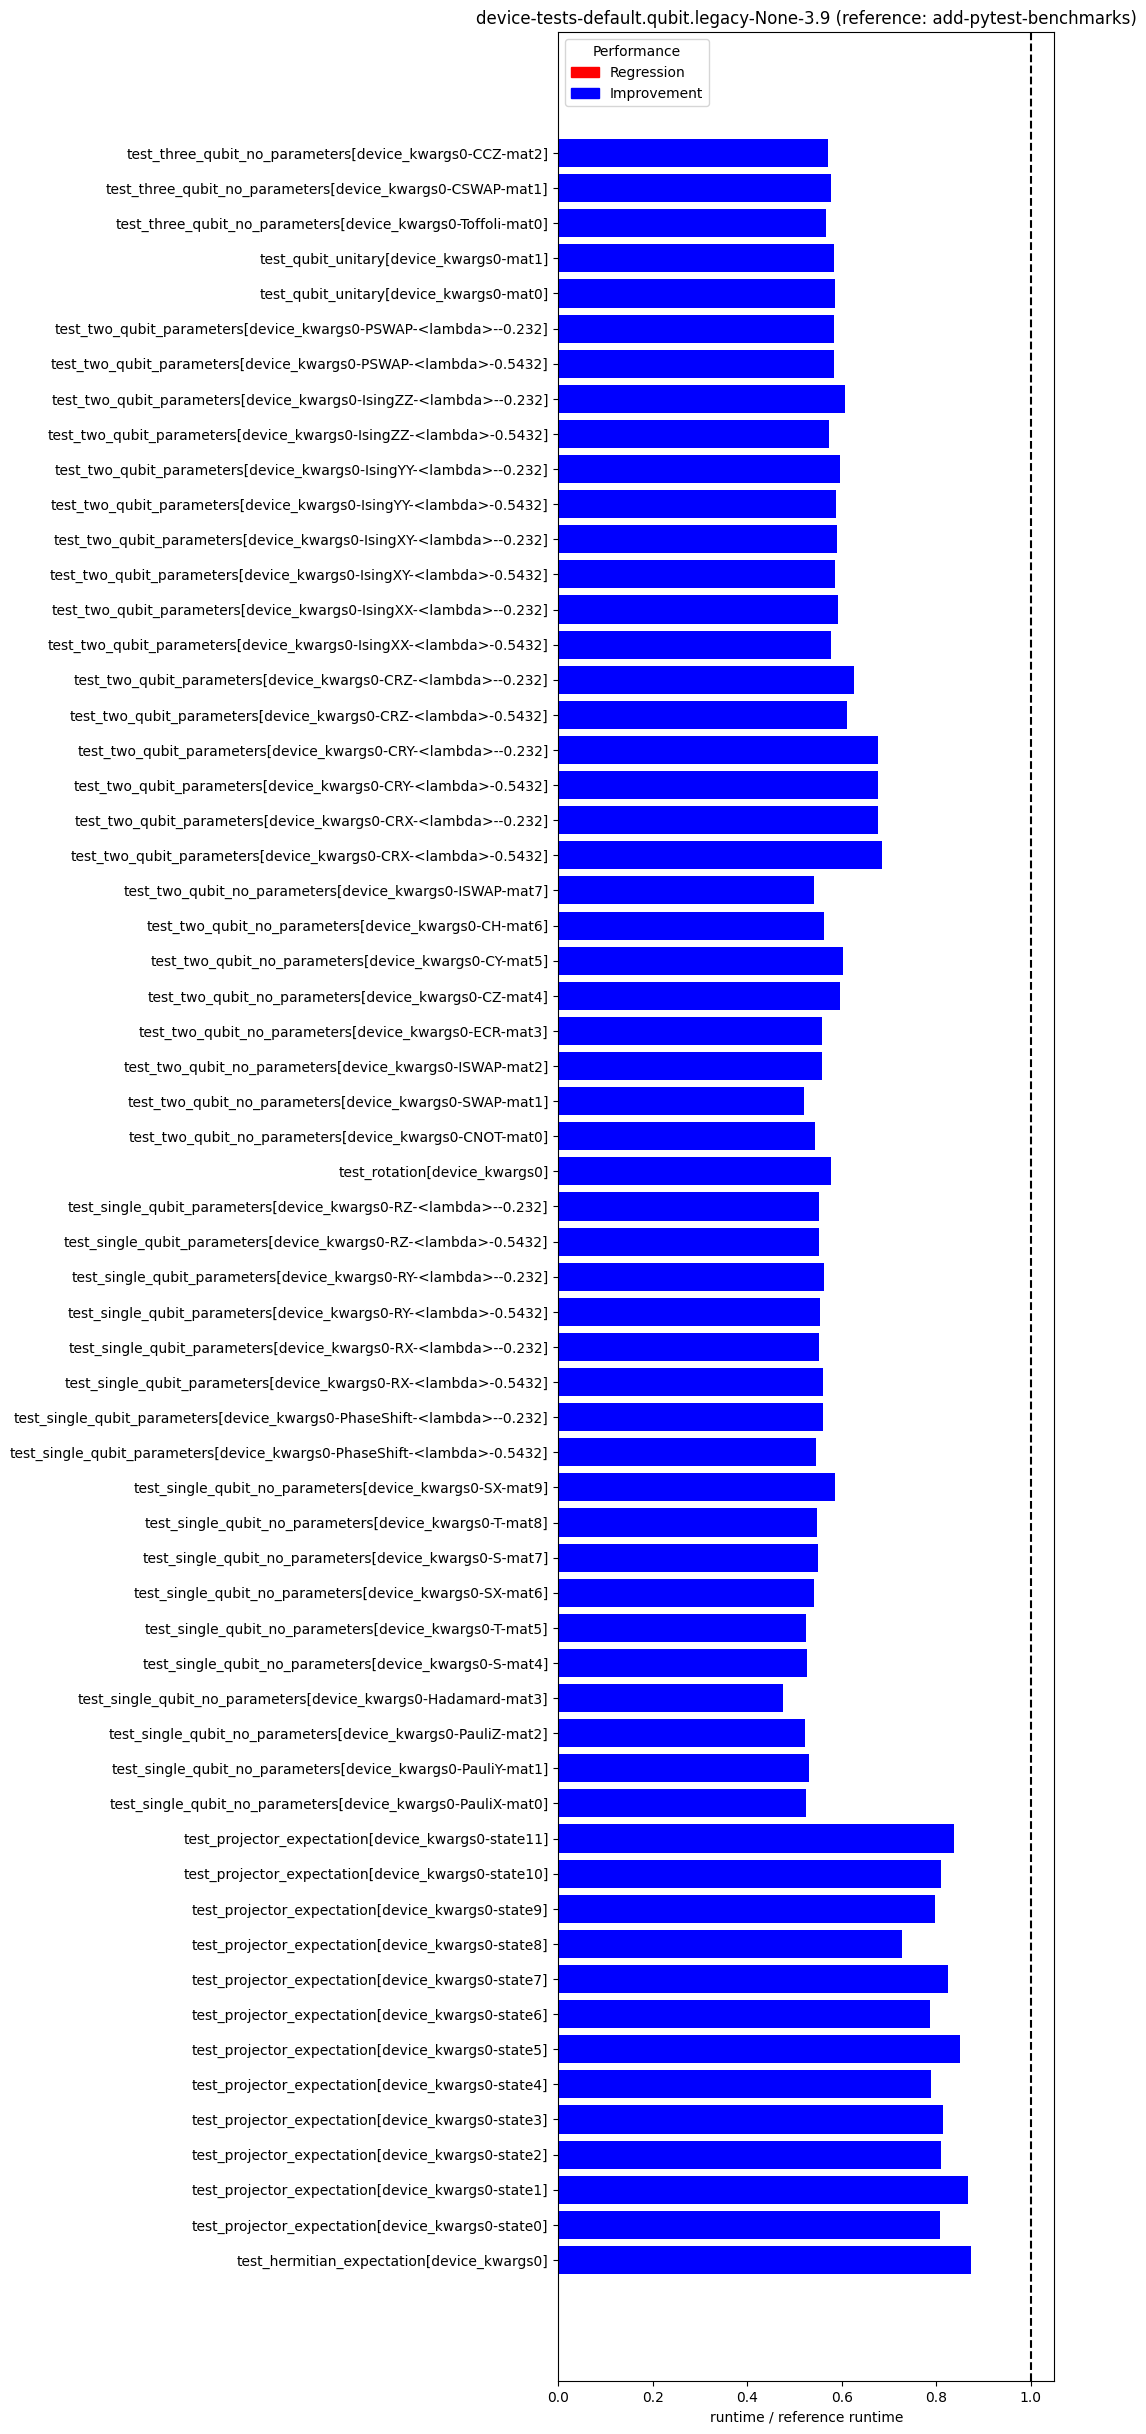 device-tests-default.qubit.legacy-None-3.9 (reference: add-pytest-benchmarks)
Performance
Regression
Improvement
test_three_qubit_no_parameters[device_kwargs0-CCZ-mat2]
test_three_qubit_no_parameters[device_kwargs0-CSWAP-mat1]
test_three_qubit_no_parameters[device_kwargs0-Toffoli-mat0]
test_qubit_unitary[device_kwargs0-mat1]
test_qubit_unitary[device_kwargs0-mat0]
test_two_qubit_parameters[device_kwargs0-PSWAP-<lambda>--0.232]
test_two_qubit_parameters[device_kwargs0-PSWAP-<lambda>-0.5432]
test_two_qubit_parameters[device_kwargs0-IsingZZ-<lambda>--0.232]
test_two_qubit_parameters[device_kwargs0-IsingZZ-<lambda>-0.5432]
test_two_qubit_parameters[device_kwargs0-IsingYY-<lambda>--0.232]
test_two_qubit_parameters[device_kwargs0-IsingYY-<lambda>-0.5432]
test_two_qubit_parameters[device_kwargs0-IsingXY-<lambda>--0.232]
test_two_qubit_parameters[device_kwargs0-IsingXY-<lambda>-0.5432]
test_two_qubit_parameters[device_kwargs0-IsingXX-<lambda>--0.232]
test_two_qubit_parameters[device_kwargs0-IsingXX-<lambda>-0.5432]
test_two_qubit_parameters[device_kwargs0-CRZ-<lambda>--0.232]
test_two_qubit_parameters[device_kwargs0-CRZ-<lambda>-0.5432]
test_two_qubit_parameters[device_kwargs0-CRY-<lambda>--0.232]
test_two_qubit_parameters[device_kwargs0-CRY-<lambda>-0.5432]
test_two_qubit_parameters[device_kwargs0-CRX-<lambda>--0.232]
test_two_qubit_parameters[device_kwargs0-CRX-<lambda>-0.5432]
test_two_qubit_no_parameters[device_kwargs0-ISWAP-mat7]
test_two_qubit_no_parameters[device_kwargs0-CH-mat6]
test_two_qubit_no_parameters[device_kwargs0-CY-mat5]
test_two_qubit_no_parameters[device_kwargs0-CZ-mat4]
test_two_qubit_no_parameters[device_kwargs0-ECR-mat3]
test_two_qubit_no_parameters[device_kwargs0-ISWAP-mat2]
test_two_qubit_no_parameters[device_kwargs0-SWAP-mat1]
test_two_qubit_no_parameters[device_kwargs0-CNOT-mat0]
test_rotation[device_kwargs0]
test_single_qubit_parameters[device_kwargs0-RZ-<lambda>--0.232]
test_single_qubit_parameters[device_kwargs0-RZ-<lambda>-0.5432]
test_single_qubit_parameters[device_kwargs0-RY-<lambda>--0.232]
test_single_qubit_parameters[device_kwargs0-RY-<lambda>-0.5432]
test_single_qubit_parameters[device_kwargs0-RX-<lambda>--0.232]
test_single_qubit_parameters[device_kwargs0-RX-<lambda>-0.5432]
test_single_qubit_parameters[device_kwargs0-PhaseShift-<lambda>--0.232]
test_single_qubit_parameters[device_kwargs0-PhaseShift-<lambda>-0.5432]
test_single_qubit_no_parameters[device_kwargs0-SX-mat9]
test_single_qubit_no_parameters[device_kwargs0-T-mat8]
test_single_qubit_no_parameters[device_kwargs0-S-mat7]
test_single_qubit_no_parameters[device_kwargs0-SX-mat6]
test_single_qubit_no_parameters[device_kwargs0-T-mat5]
test_single_qubit_no_parameters[device_kwargs0-S-mat4]
test_single_qubit_no_parameters[device_kwargs0-Hadamard-mat3]
test_single_qubit_no_parameters[device_kwargs0-PauliZ-mat2]
test_single_qubit_no_parameters[device_kwargs0-PauliY-mat1]
test_single_qubit_no_parameters[device_kwargs0-PauliX-mat0]
test_projector_expectation[device_kwargs0-state11]
test_projector_expectation[device_kwargs0-state10]
test_projector_expectation[device_kwargs0-state9]
test_projector_expectation[device_kwargs0-state8]
test_projector_expectation[device_kwargs0-state7]
test_projector_expectation[device_kwargs0-state6]
test_projector_expectation[device_kwargs0-state5]
test_projector_expectation[device_kwargs0-state4]
test_projector_expectation[device_kwargs0-state3]
test_projector_expectation[device_kwargs0-state2]
test_projector_expectation[device_kwargs0-state1]
test_projector_expectation[device_kwargs0-state0]
test_hermitian_expectation[device_kwargs0]
0.0 0.2 0.4 0.6 0.8 1.0
runtime / reference runtime